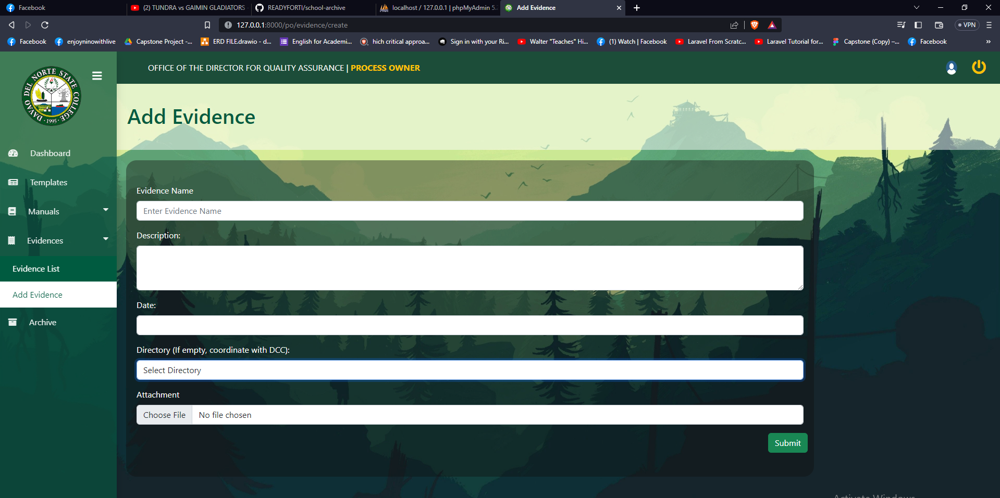 Facebook
(2) TUNDRA vs GAIMIN GLADIATORS
READYFORTI/school-archive
localhost / 127.0.0.1 | phpMyAdmin 5.
Add Evidence
127.0.0.1:8000/po/evidence/create
VPN
Facebook
enjoyninowithlive
Capstone Project -...
ERD FILE.drawio - d...
English for Academi...
hich critical approa...
Sign in with your Ri...
Walter "Teaches" Hi...
(1) Watch | Facebook
Laravel From Scratc...
Laravel Tutorial for...
Capstone (Copy) –...
Facebook
»
DAVAO DEL NORTE STATE COLLEGE
1995
OFFICE OF THE DIRECTOR FOR QUALITY ASSURANCE | PROCESS OWNER
Add Evidence
Dashboard
Templates
Manuals
Evidences
Evidence List
Add Evidence
Archive
Evidence Name
Enter Evidence Name
Description:
Date:
Directory (If empty, coordinate with DCC):
Select Directory
Attachment
Choose File No file chosen
Submit
Activate Windows